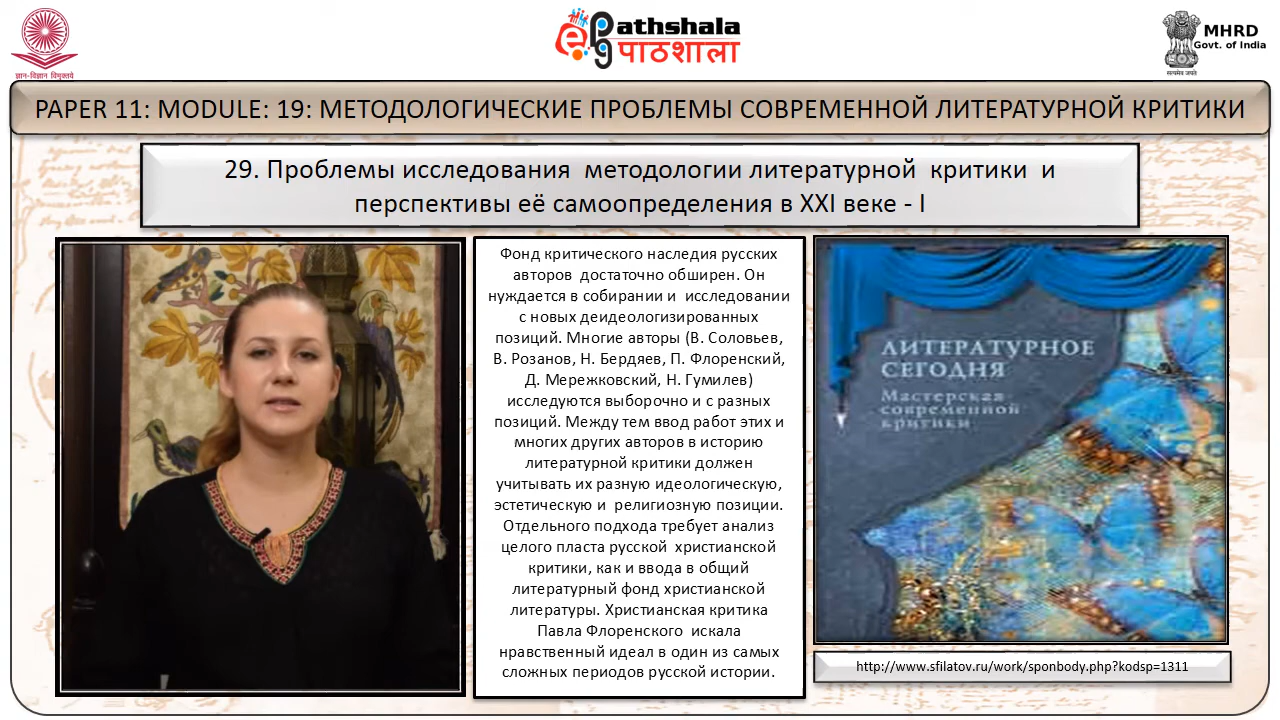 ज्ञान-विज्ञान विमुक्तये
ePathshala
पाठशाला
MHRD
Govt. of India
सत्यमेव जयते
PAPER 11: MODULE: 19: МЕТОДОЛОГИЧЕСКИЕ ПРОБЛЕМЫ СОВРЕМЕННОЙ ЛИТЕРАТУРНОЙ КРИТИКИ
29. Проблемы исследования методологии литературной критики и
перспективы её самоопределения в XXI веке - I
Фонд критического наследия русских
авторов достаточно обширен. Он
нуждается в собирании и исследовании
с новых деидеологизированных
позиций. Многие авторы (В. Соловьев,
В. Розанов, Н. Бердяев, П. Флоренский,
Д. Мережковский, Н. Гумилев)
исследуются выборочно и с разных
позиций. Между тем ввод работ этих и
многих других авторов в историю
литературной критики должен
учитывать их разную идеологическую,
эстетическую и религиозную позиции.
Отдельного подхода требует анализ
целого пласта русской христианской
критики, как и ввода в общий
литературный фонд христианской
литературы. Христианская критика
Павла Флоренского искала
нравственный идеал в один из самых
сложных периодов русской истории.
ЛИТЕРАТУРНОЕ
СЕГОДНЯ
Мастерская
современной
критики
http://www.sfilatov.ru/work/sponbody.php?kodsp=1311